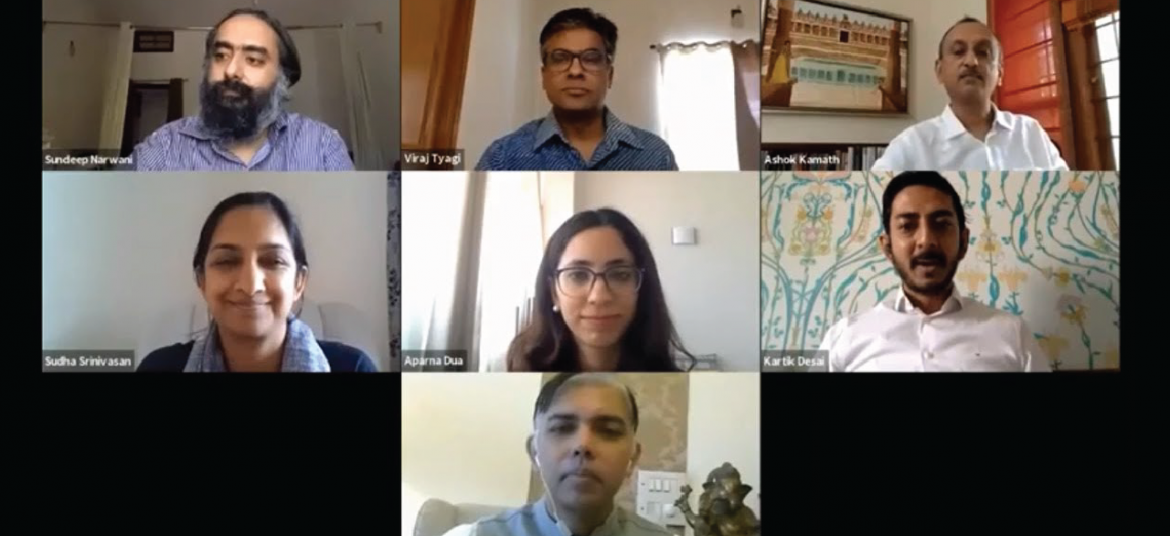 Sundeep Narwani
Viraj Tyagi
Ashok Kamath
Sudha Srinivasan
Aparna Dua
Kartik Desai